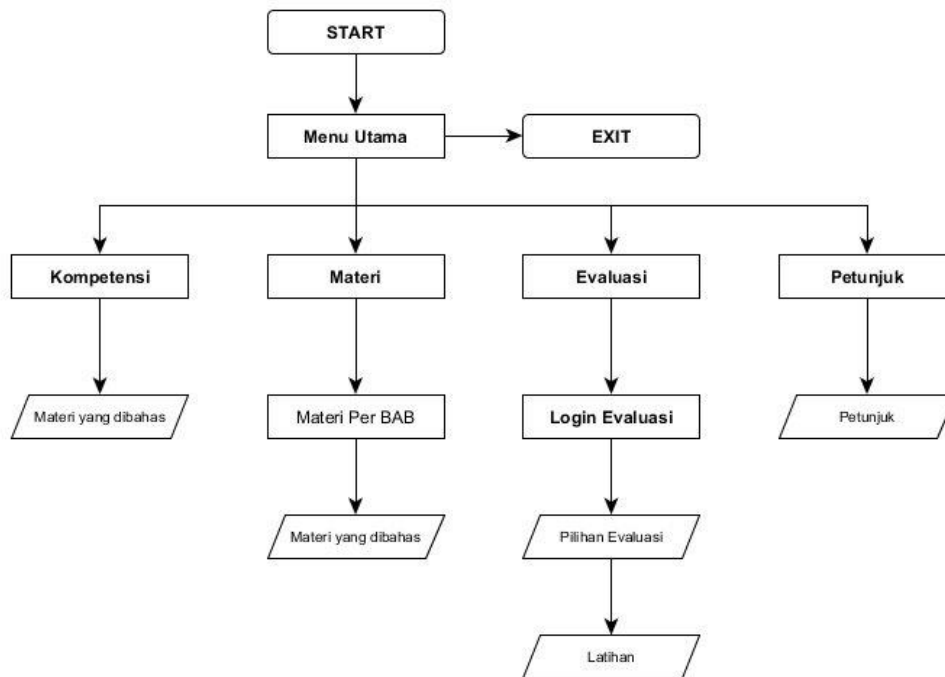 START
Menu Utama
EXIT
Kompetensi
Materi
Evaluasi
Petunjuk
Materi yang dibahas
Materi Per BAB
Login Evaluasi
Petunjuk
Materi yang dibahas
Pilihan Evaluasi
Latihan